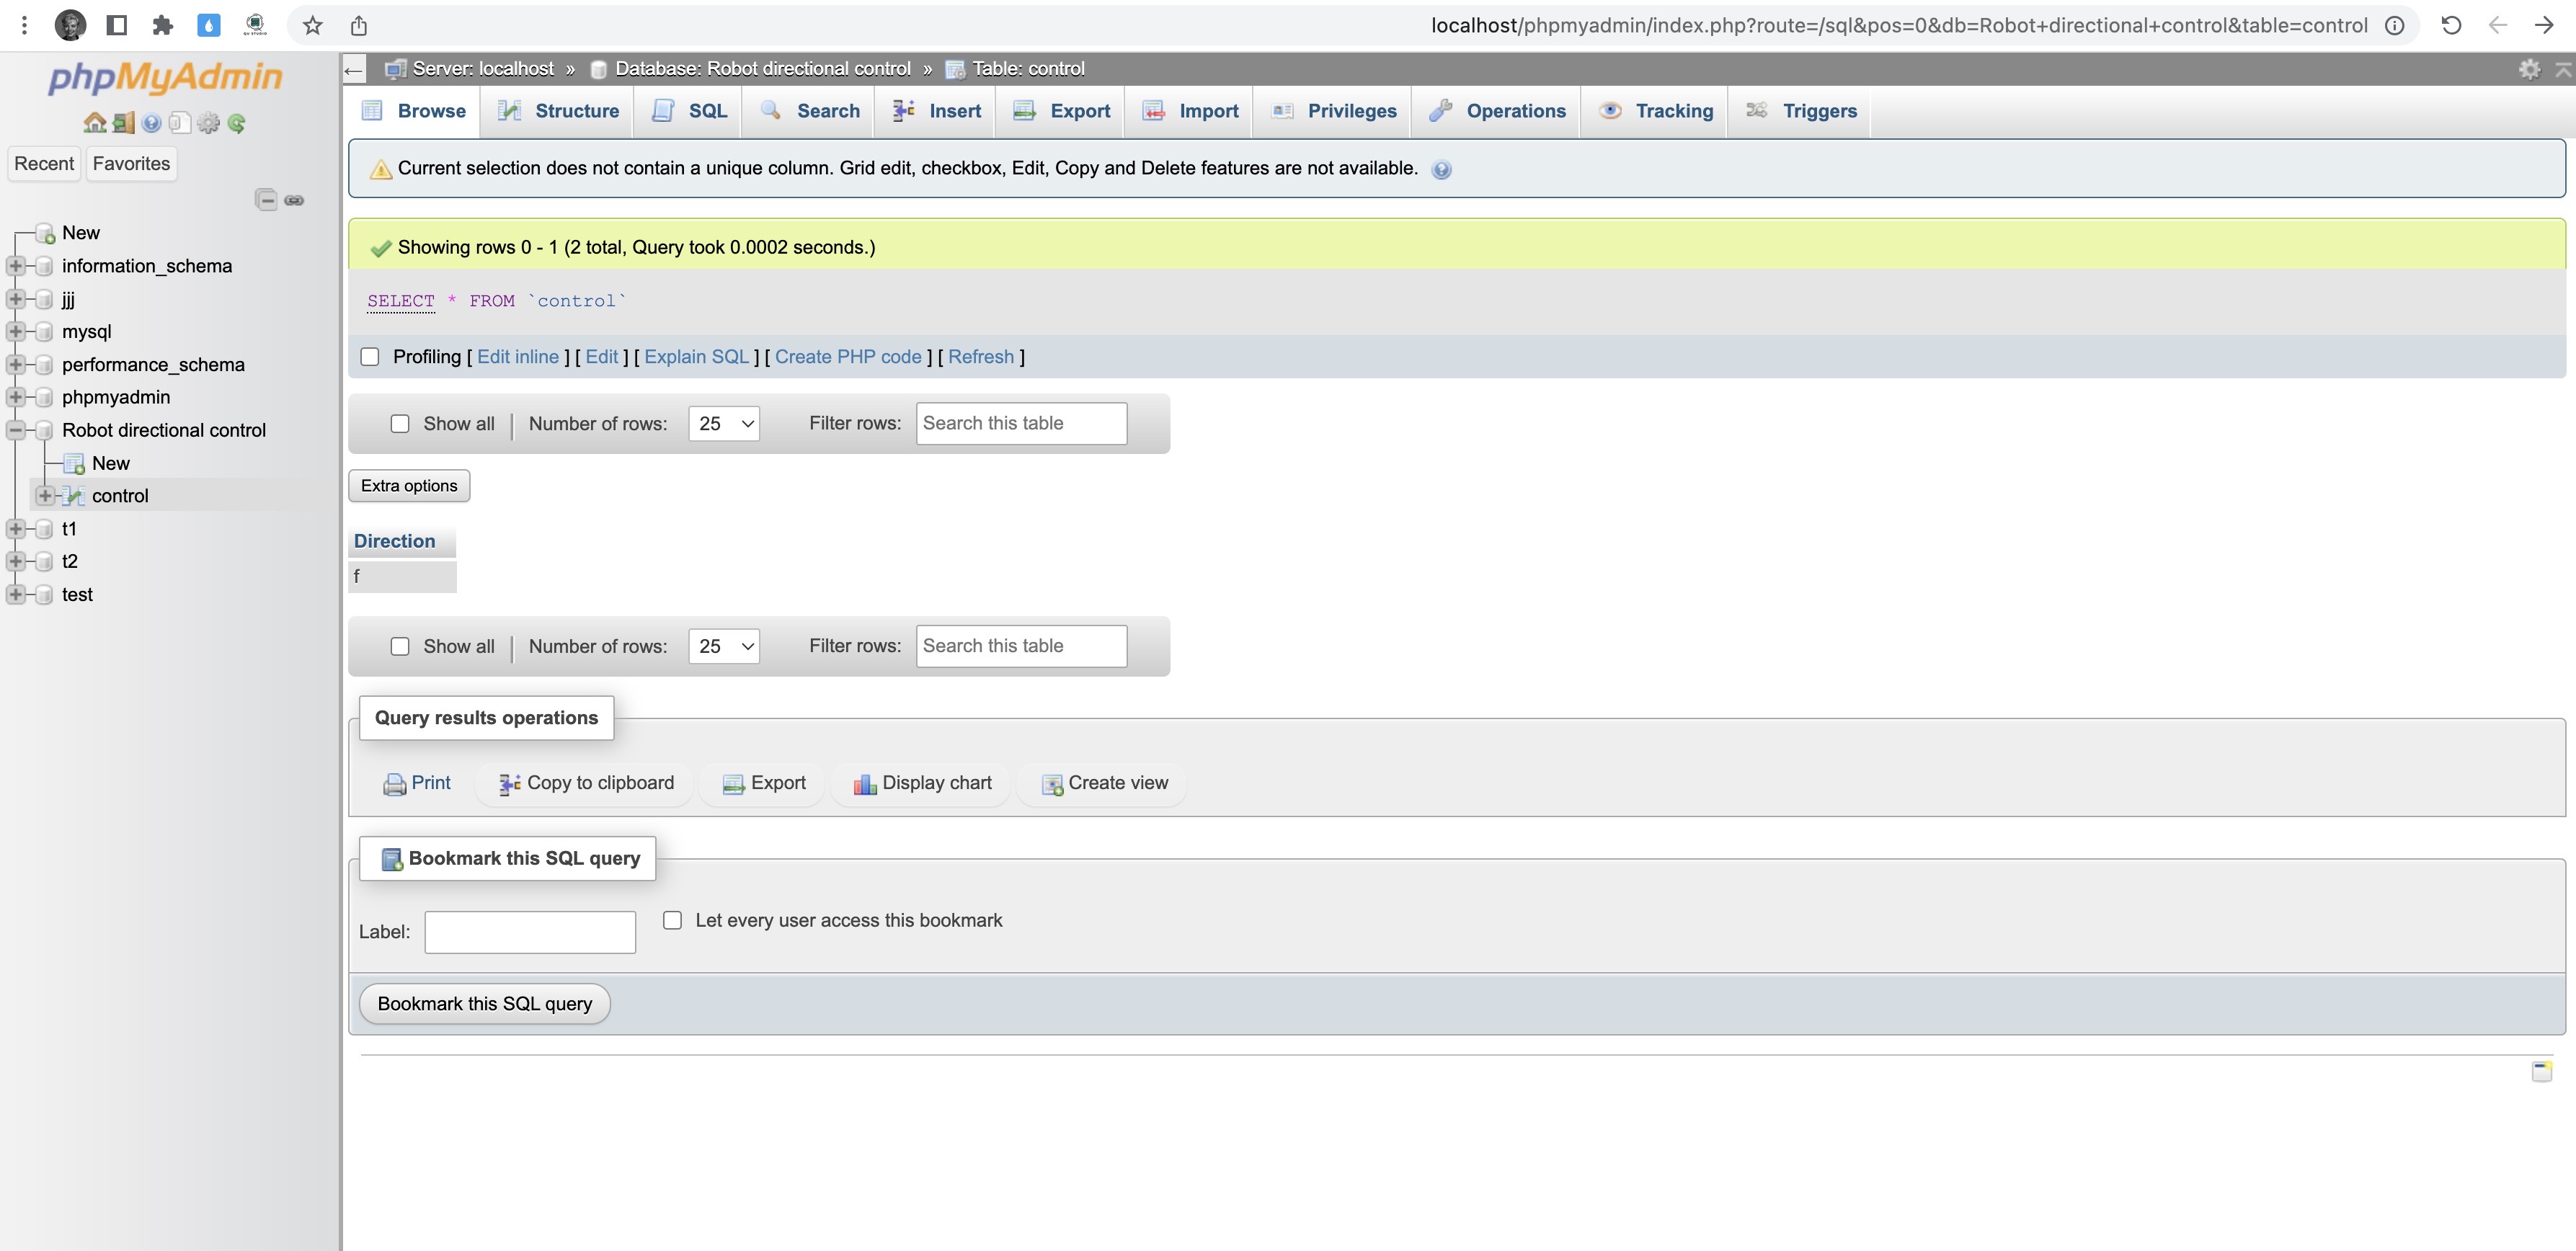 localhost/phpmyadmin/index.php?route=/sql&pos=0&db=Robot+directional+control&table=control
phpMyAdmin
Recent
Favorites
New
information_schema
jjj
mysql
performance_schema
phpmyadmin
Robot directional control
New
control
t1
t2
test
Server: localhost » Database: Robot directional control » Table: control
Browse Structure SQL Search Insert Export Import Privileges Operations Tracking Triggers
Current selection does not contain a unique column. Grid edit, checkbox, Edit, Copy and Delete features are not available.
Showing rows 0 - 1 (2 total, Query took 0.0002 seconds.)
SELECT * FROM `control`
Profiling [ Edit inline ] [ Edit ] [ Explain SQL ] [ Create PHP code ] [ Refresh ]
Show all | Number of rows: 25 Filter rows: Search this table
Extra options
Direction
f
Show all | Number of rows: 25 Filter rows: Search this table
Query results operations
Print Copy to clipboard Export Display chart Create view
Bookmark this SQL query
Label: Let every user access this bookmark
Bookmark this SQL query